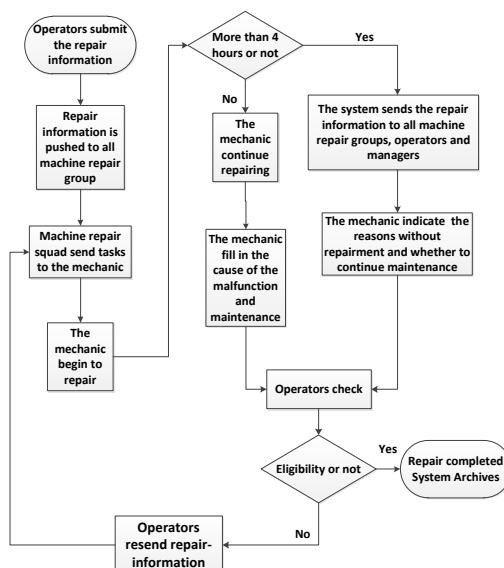 Operators submit
the repair
information
Repair
information is
pushed to all
machine repair
group
Machine repair
squad send tasks
to the mechanic
The
mechanic
begin to
repair
More than 4
hours or not
Yes
No
The
mechanic
continue
repairing
The mechanic
fill in the
cause of the
malfunction
and
maintenance
The system sends the repair
information to all machine
repair groups, operators and
managers
The mechanic indicate the
reasons without
repairment and whether to
continue maintenance
Operators check
Eligibility or not
Yes
Repair completed
System Archives
No
Operators
resend repair-
information